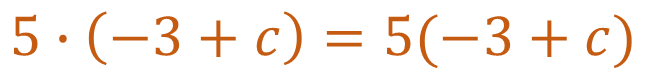 5 · (−3 + c) = 5(−3 + c)